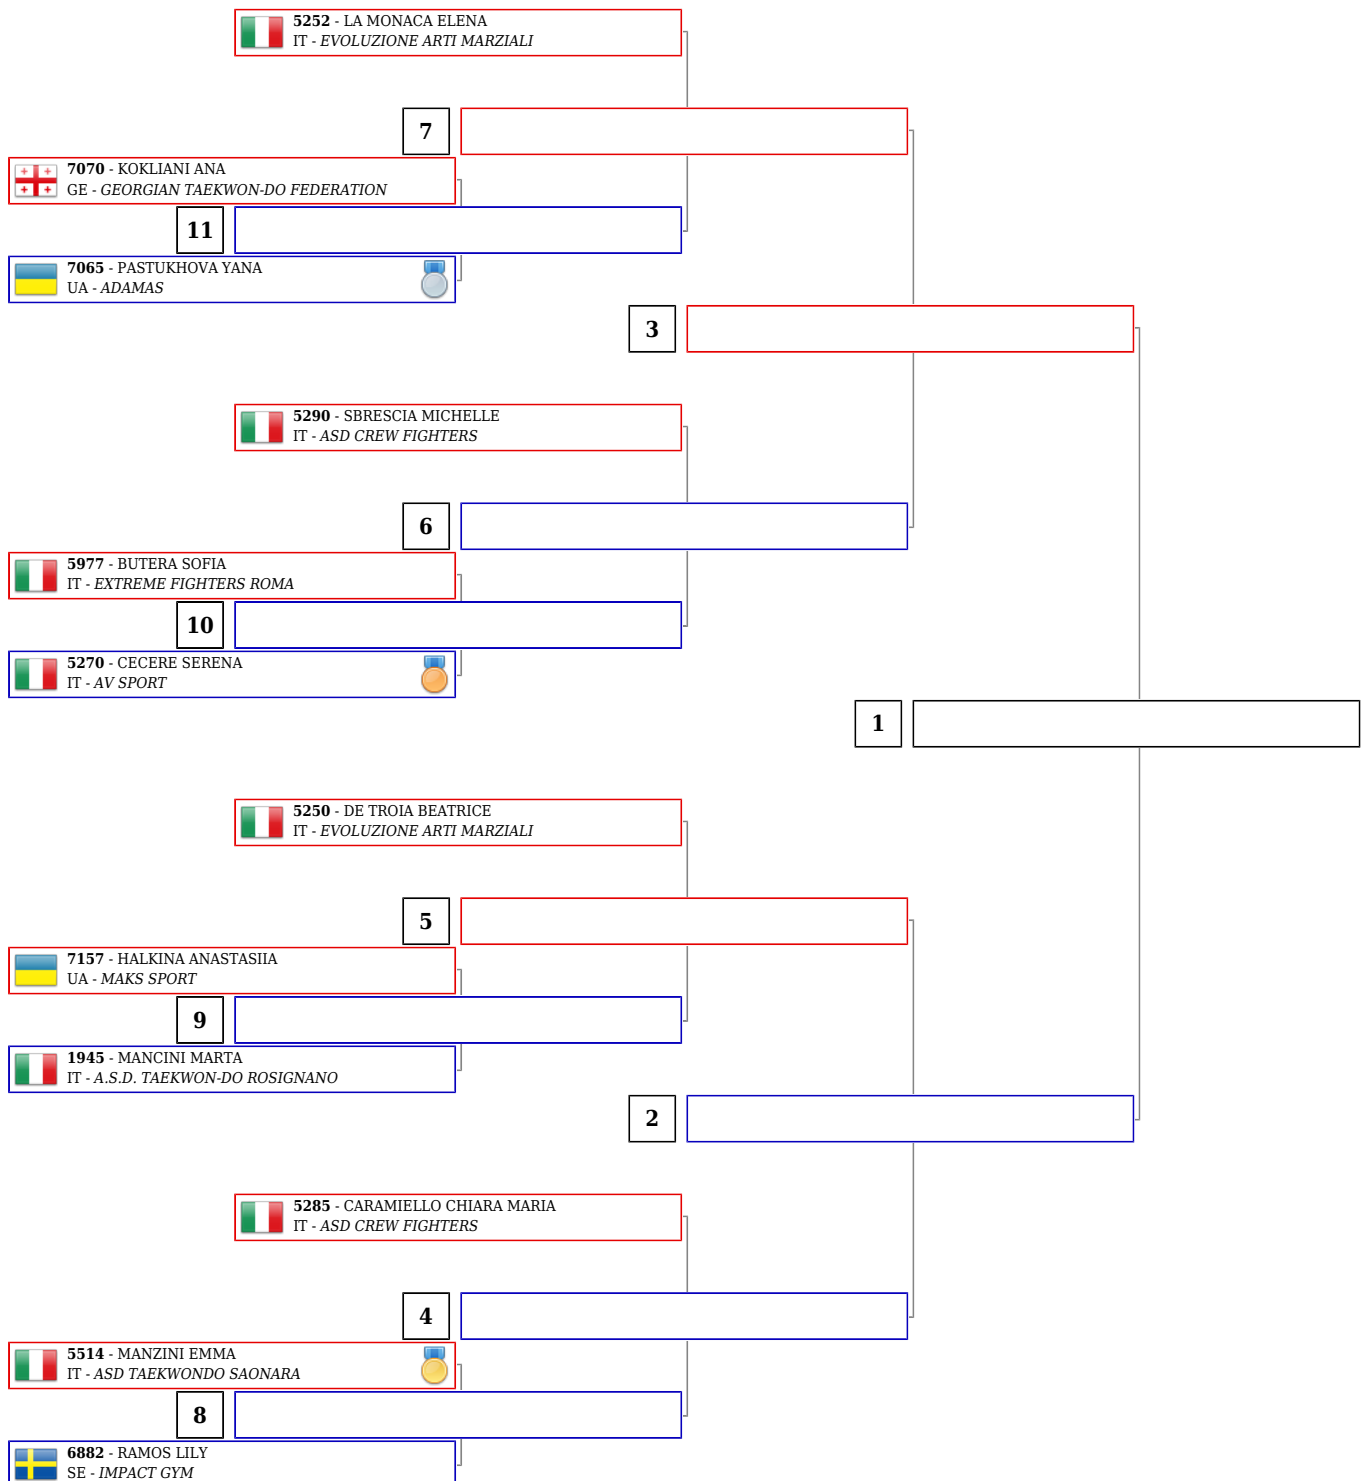 5252 - LA MONACA ELENA
IT - EVOLUZIONE ARTI MARZIALI
7
7070 - KOKLIANI ANA
GE - GEORGIAN TAEKWON-DO FEDERATION
11
7065 - PASTUKHOVA YANA
UA - ADAMAS
3
5290 - SBRESCIA MICHELLE
IT - ASD CREW FIGHTERS
6
5977 - BUTERA SOFIA
IT - EXTREME FIGHTERS ROMA
10
5270 - CECERE SERENA
IT - AV SPORT
1
5250 - DE TROIA BEATRICE
IT - EVOLUZIONE ARTI MARZIALI
5
7157 - HALKINA ANASTASIIA
UA - MAKS SPORT
9
1945 - MANCINI MARTA
IT - A.S.D. TAEKWON-DO ROSIGNANO
2
5285 - CARAMIELLO CHIARA MARIA
IT - ASD CREW FIGHTERS
4
5514 - MANZINI EMMA
IT - ASD TAEKWONDO SAONARA
8
6882 - RAMOS LILY
SE - IMPACT GYM